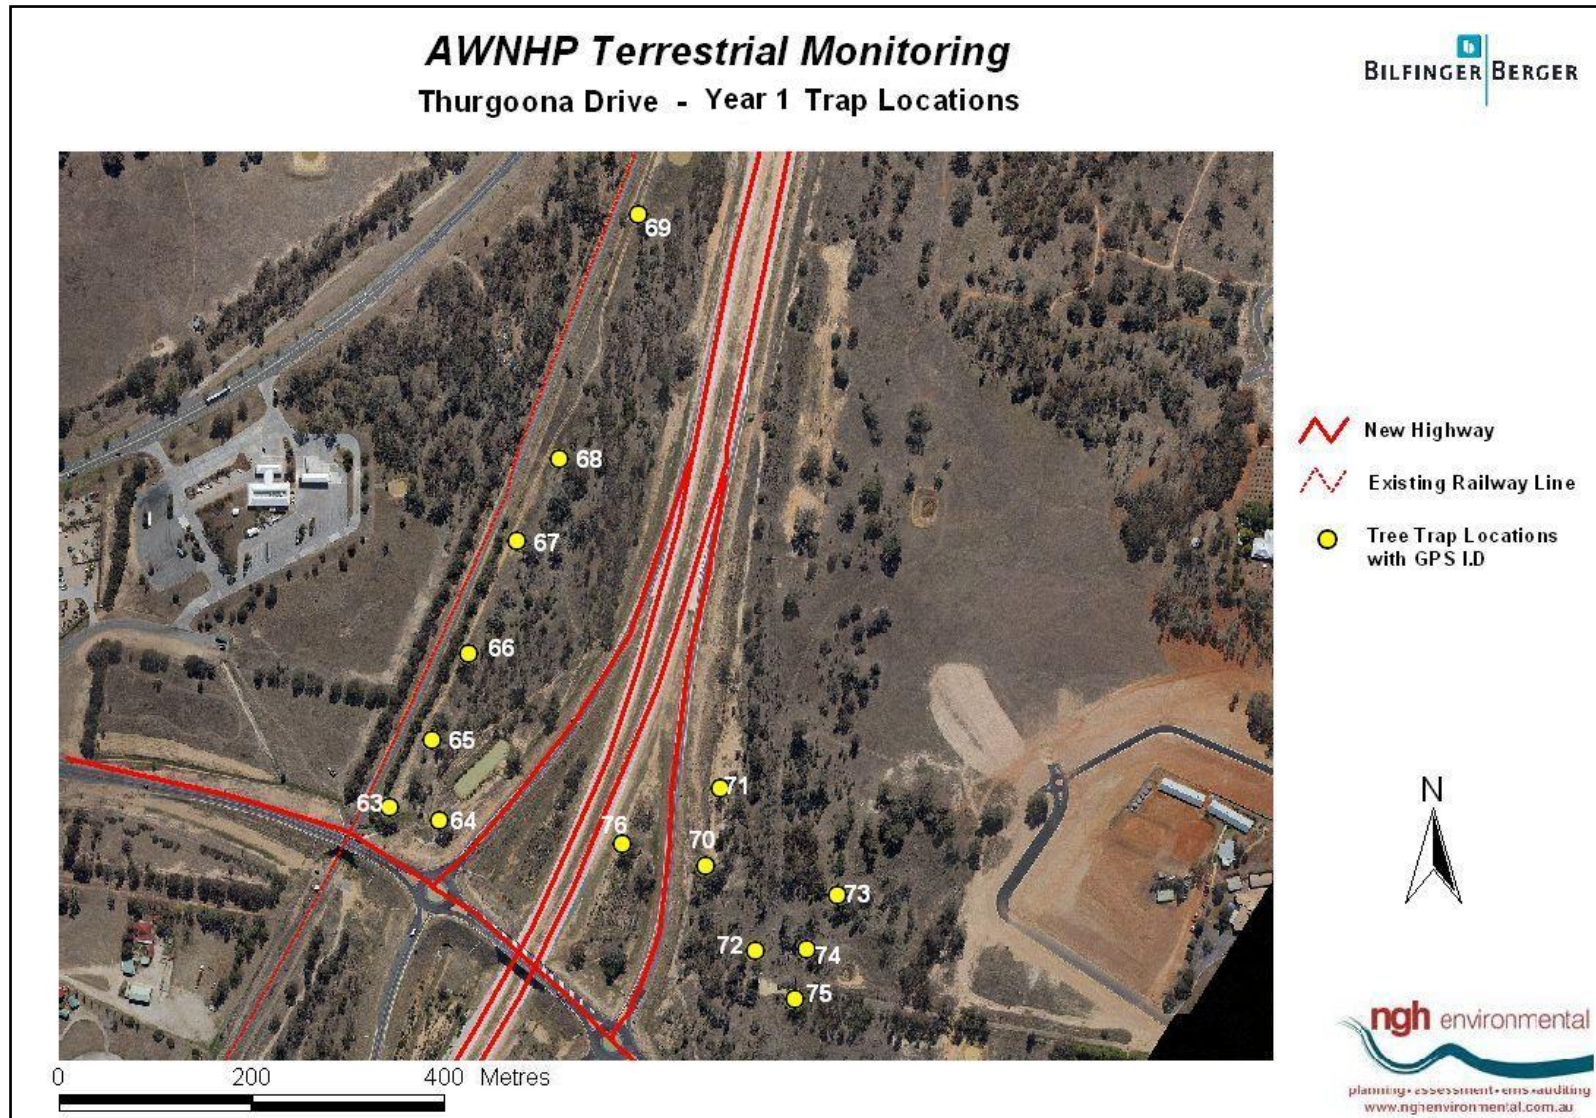 AWNHP Terrestrial Monitoring
Thurgoona Drive - Year 1 Trap Locations
b
BILFINGER BERGER
69
68
67
66
65
63
64
71
76
70
73
72
74
75
New Highway
Existing Railway Line
Tree Trap Locations
with GPS I.D
N
0 200 400 Metres
ngh environmental
planning•assessment•ems•auditing
www.nghenvironmental.com.au